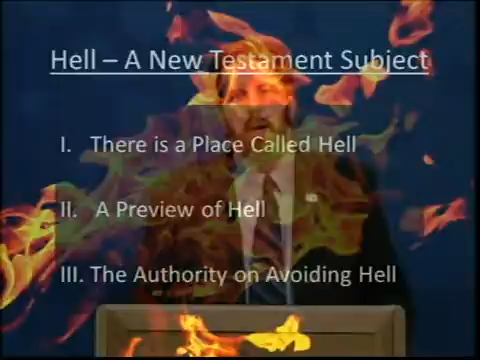 Hell – A New Testament Subject
I. There is a Place Called Hell
II. A Preview of Hell
III. The Authority on Avoiding Hell